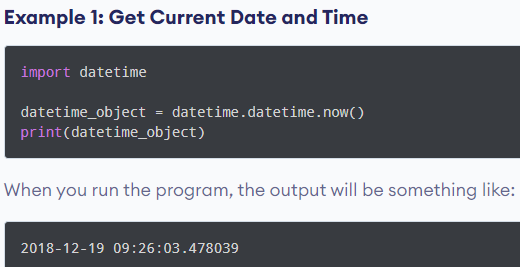 Example 1: Get Current Date and Time
import datetime
datetime_object = datetime.datetime.now()
print(datetime_object)
When you run the program, the output will be something like:
2018-12-19 09:26:03.478039